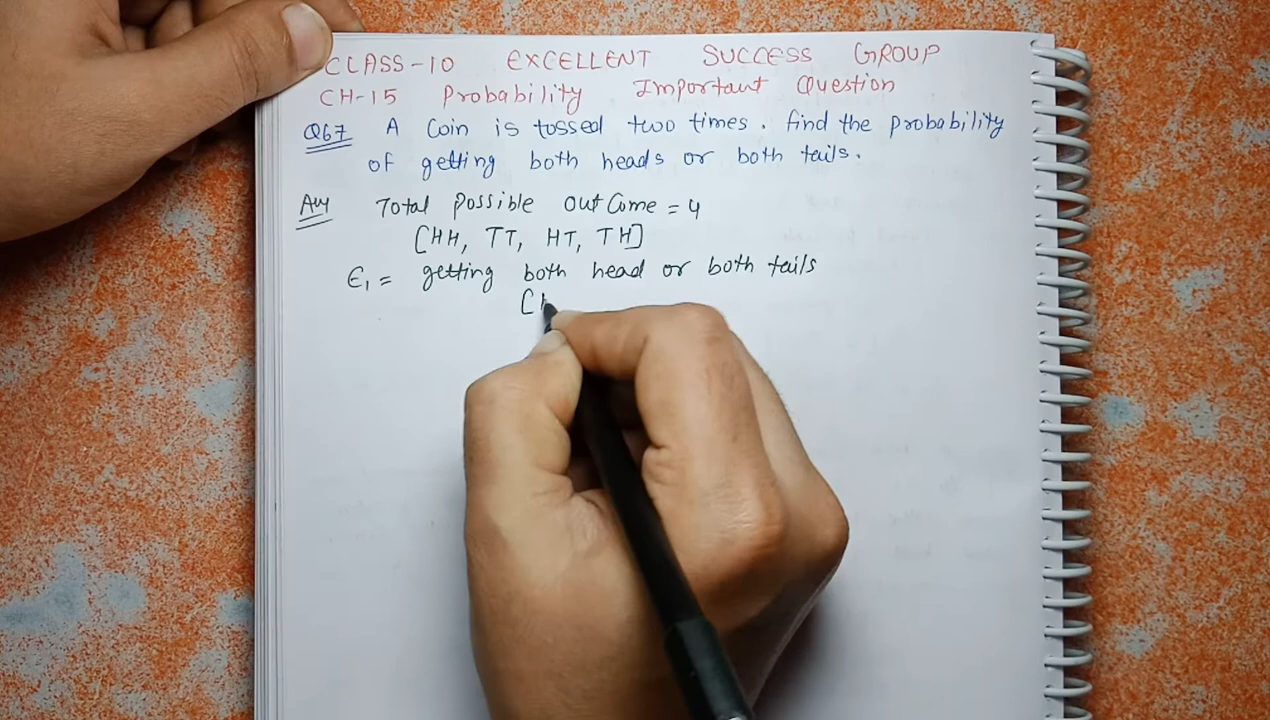 CLASS-10 EXCELLENT SUCCESS GROUP
CH-15 Probability Important Question
Q67 A Coin is tossed two times. find the probability
of getting both heads or both tails.
Ans Total possible outCome = 4
[HH, TT, HT, TH]
E₁ = getting both head or both tails
[